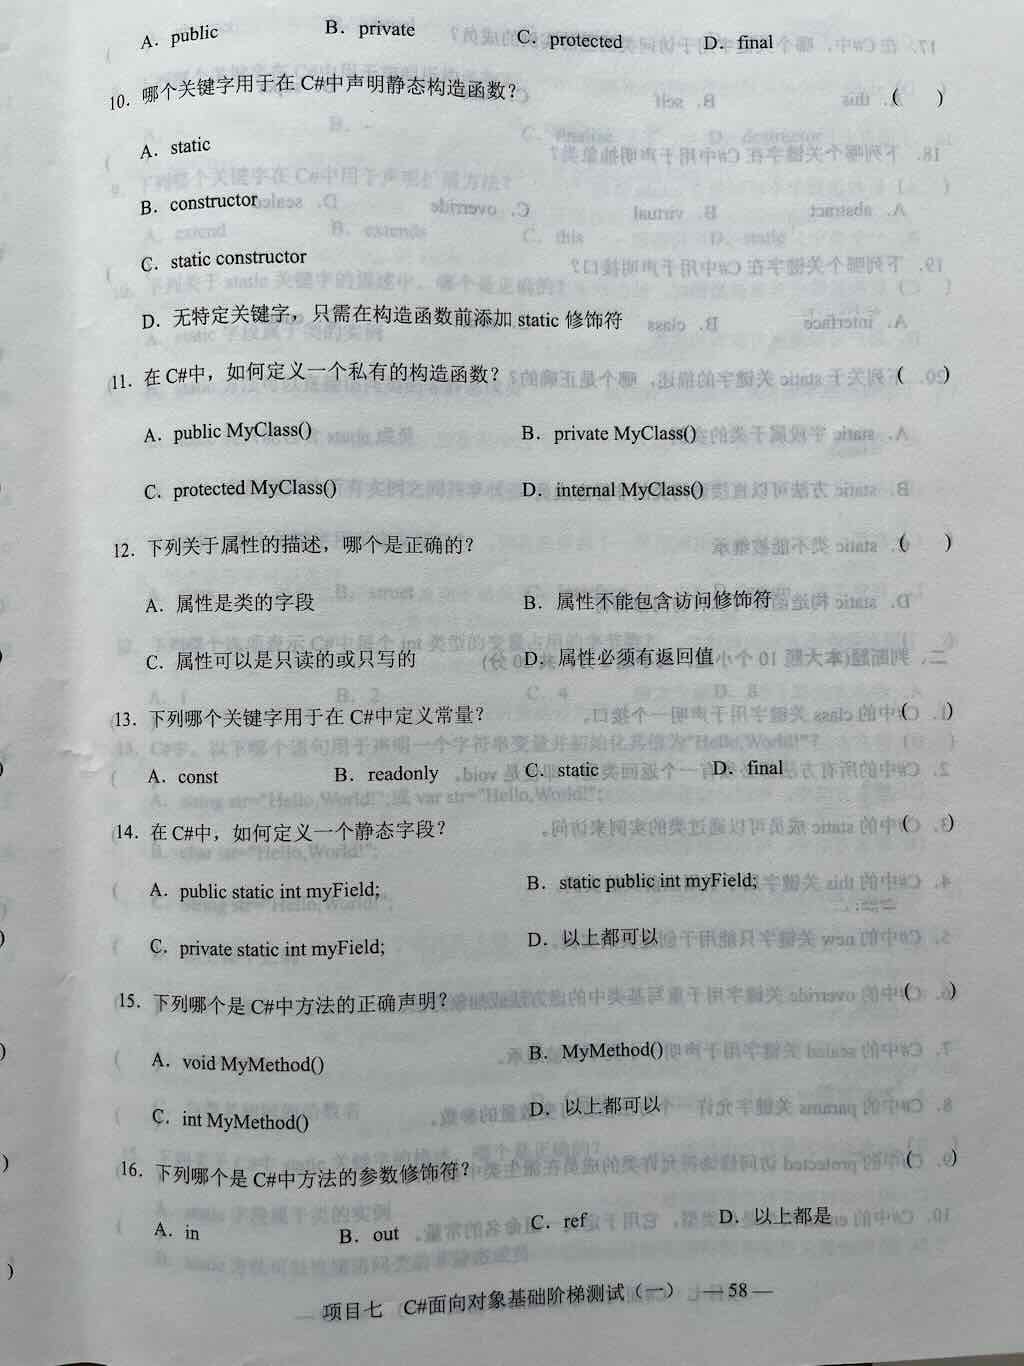 A. public B. private C. protected D. final
10. 哪个关键字用于在 C#中声明静态构造函数? ( )
A. static
B. constructor
C. static constructor
D. 无特定关键字，只需在构造函数前添加 static 修饰符
11. 在 C#中，如何定义一个私有的构造函数? ( )
A. public MyClass() B. private MyClass()
C. protected MyClass() D. internal MyClass()
12. 下列关于属性的描述，哪个是正确的? ( )
A. 属性是类的字段 B. 属性不能包含访问修饰符
C. 属性可以是只读的或只写的 D. 属性必须有返回值
13. 下列哪个关键字用于在 C#中定义常量? ( )
A. const B. readonly C. static D. final
14. 在 C#中，如何定义一个静态字段? ( )
A. public static int myField; B. static public int myField;
C. private static int myField; D. 以上都可以
15. 下列哪个是 C#中方法的正确声明? ( )
A. void MyMethod() B. MyMethod()
C. int MyMethod() D. 以上都可以
16. 下列哪个是 C#中方法的参数修饰符? ( )
A. in B. out C. ref D. 以上都是
项目七 C#面向对象基础阶梯测试（一） — 58 —